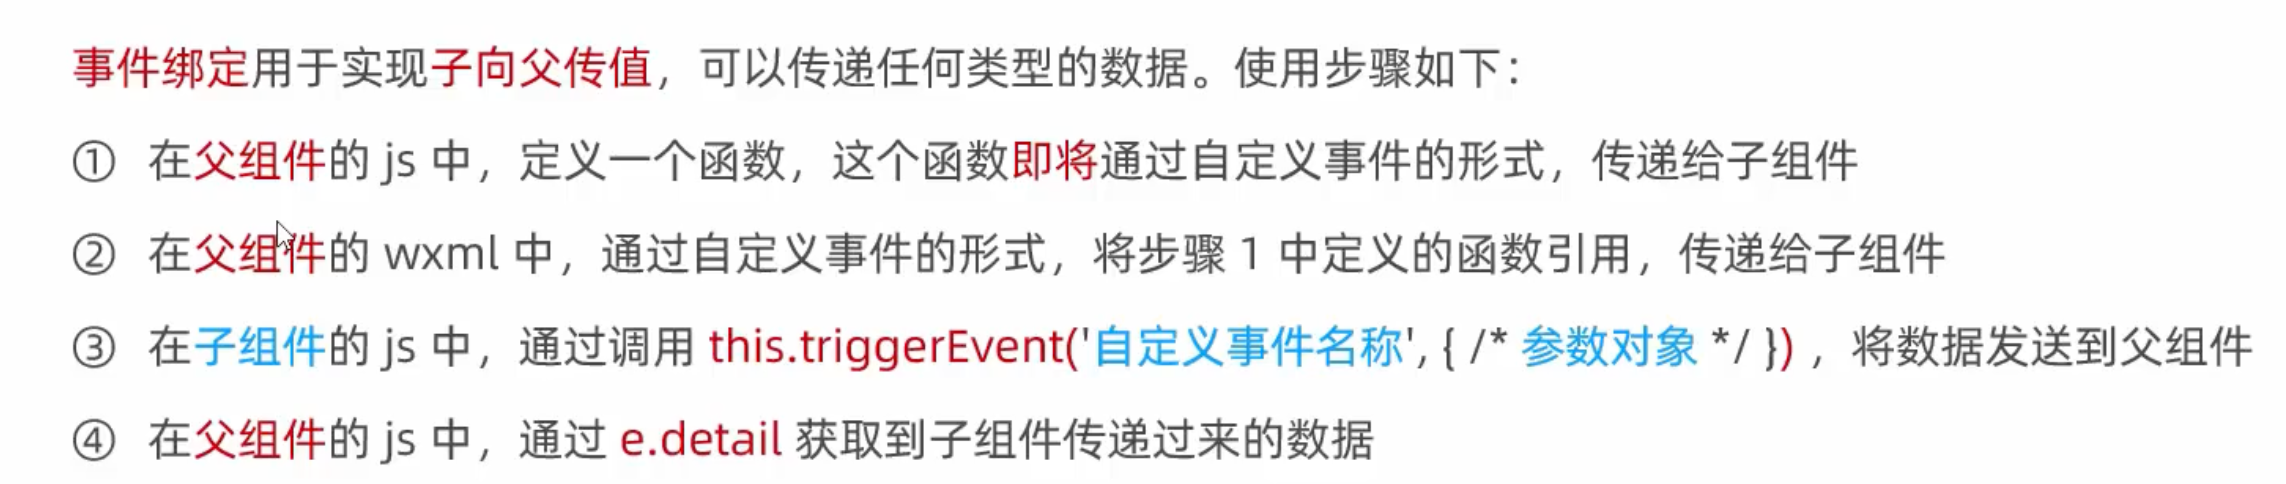 事件绑定用于实现子向父传值，可以传递任何类型的数据。使用步骤如下：
① 在父组件的 js 中，定义一个函数，这个函数即将通过自定义事件的形式，传递给子组件
② 在父组件的 wxml 中，通过自定义事件的形式，将步骤 1 中定义的函数引用，传递给子组件
③ 在子组件的 js 中，通过调用 this.triggerEvent('自定义事件名称', { /* 参数对象 */ }) ，将数据发送到父组件
④ 在父组件的 js 中，通过 e.detail 获取到子组件传递过来的数据